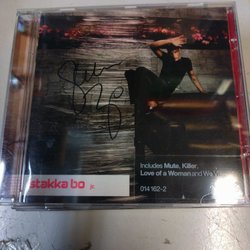 Includes Mute, Killer,
Love of a Woman and We
stakka bo jr.
014 162-2